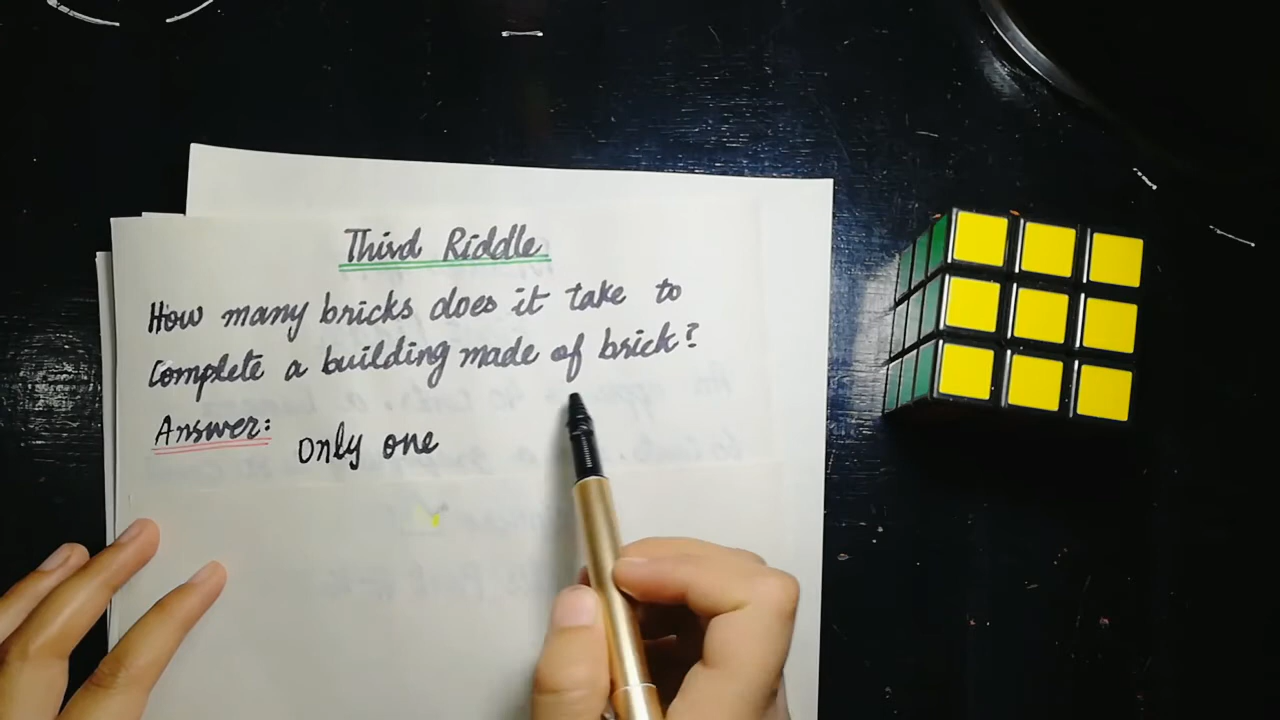 Third Riddle
How many bricks does it take to
Complete a building made of brick?
Answer: Only one